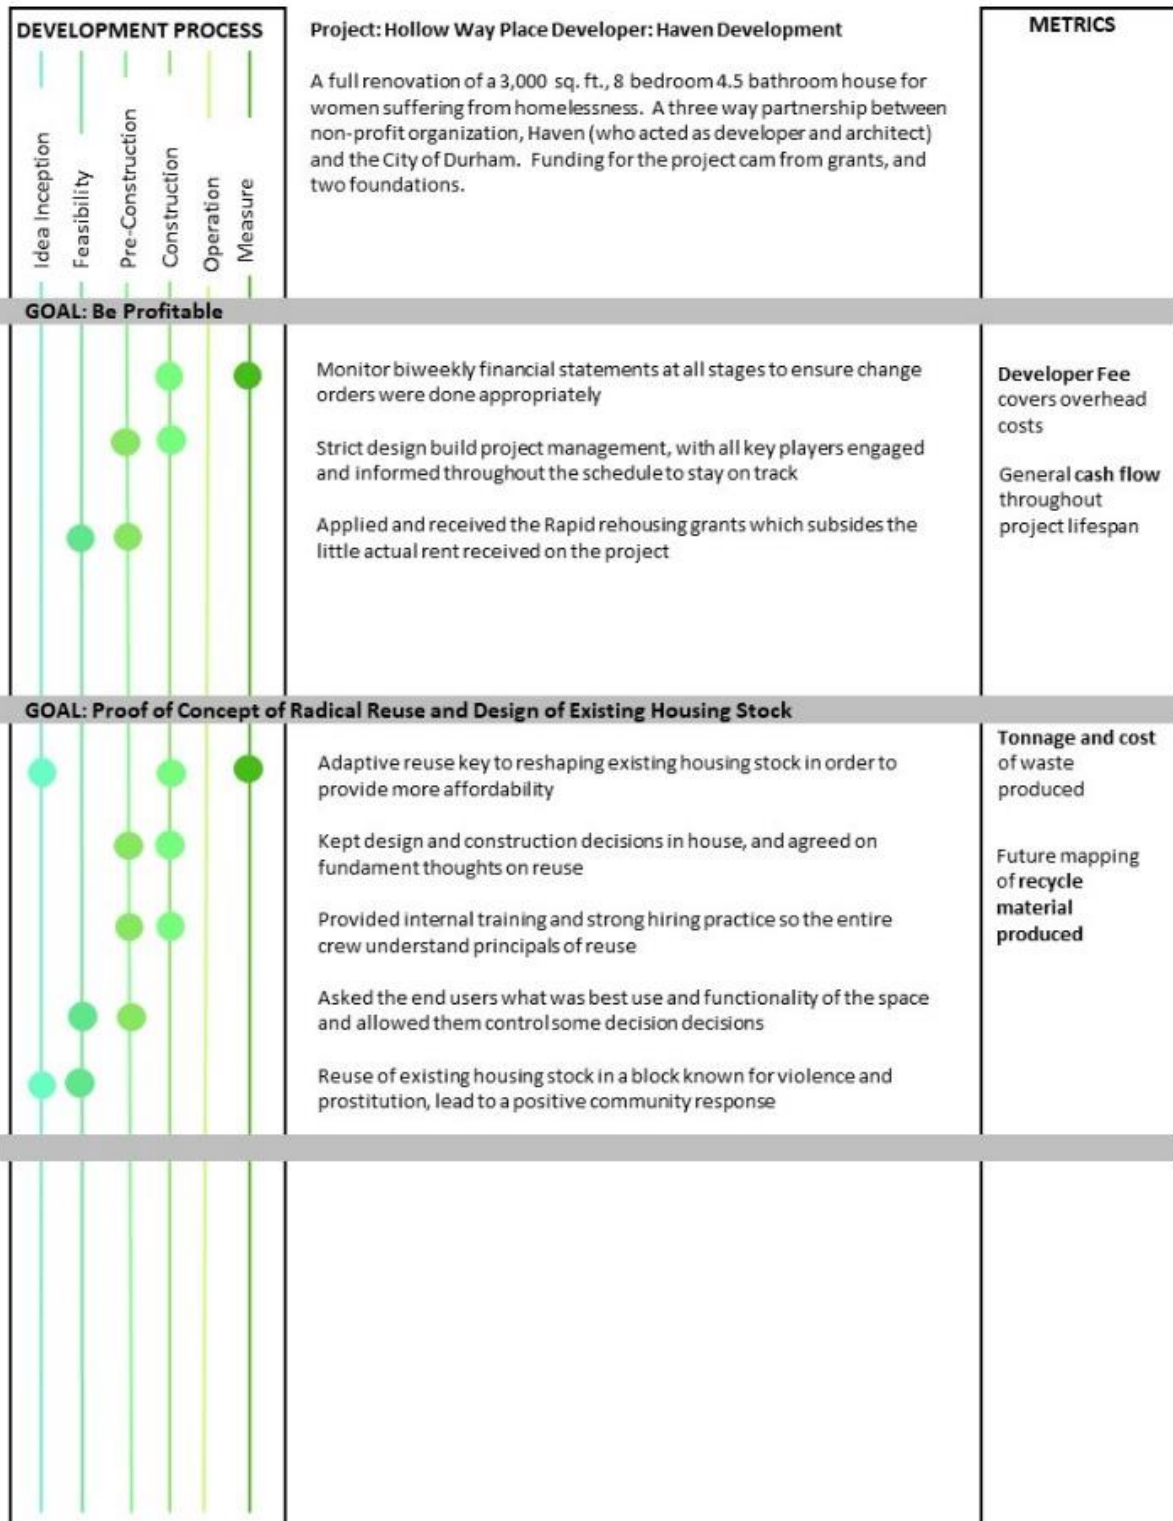 DEVELOPMENT PROCESS
Idea Inception
Feasibility
Pre-Construction
Construction
Operation
Measure
Project: Hollow Way Place Developer: Haven Development
A full renovation of a 3,000 sq. ft., 8 bedroom 4.5 bathroom house for
women suffering from homelessness. A three way partnership between
non-profit organization, Haven (who acted as developer and architect)
and the City of Durham. Funding for the project cam from grants, and
two foundations.
METRICS
GOAL: Be Profitable
Monitor biweekly financial statements at all stages to ensure change
orders were done appropriately
Strict design build project management, with all key players engaged
and informed throughout the schedule to stay on track
Applied and received the Rapid rehousing grants which subsides the
little actual rent received on the project
Developer Fee
covers overhead
costs
General cash flow
throughout
project lifespan
GOAL: Proof of Concept of Radical Reuse and Design of Existing Housing Stock
Adaptive reuse key to reshaping existing housing stock in order to
provide more affordability
Kept design and construction decisions in house, and agreed on
fundament thoughts on reuse
Provided internal training and strong hiring practice so the entire
crew understand principals of reuse
Asked the end users what was best use and functionality of the space
and allowed them control some decision decisions
Reuse of existing housing stock in a block known for violence and
prostitution, lead to a positive community response
Tonnage and cost
of waste
produced
Future mapping
of recycle
material
produced